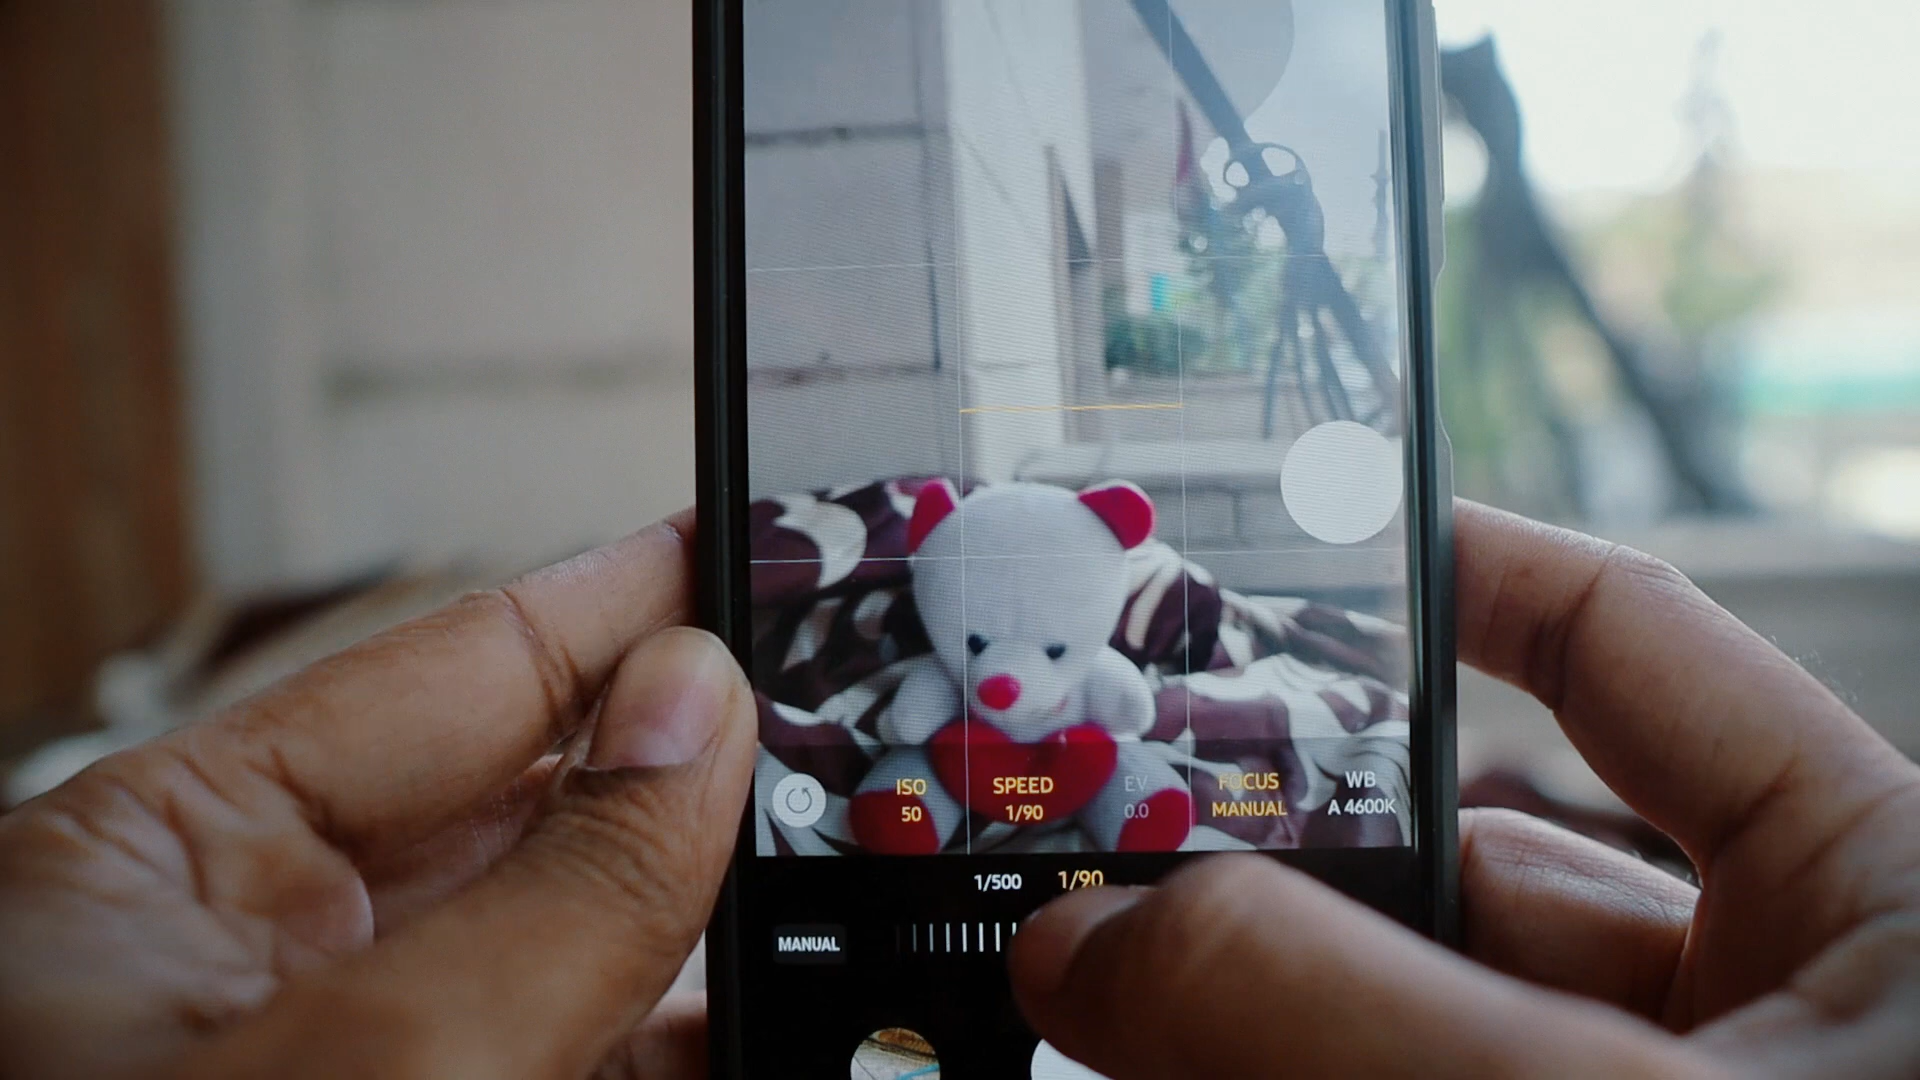 ISO
50
SPEED
1/90
EV
0.0
FOCUS
MANUAL
WB
A 4600K
1/500 1/90
MANUAL